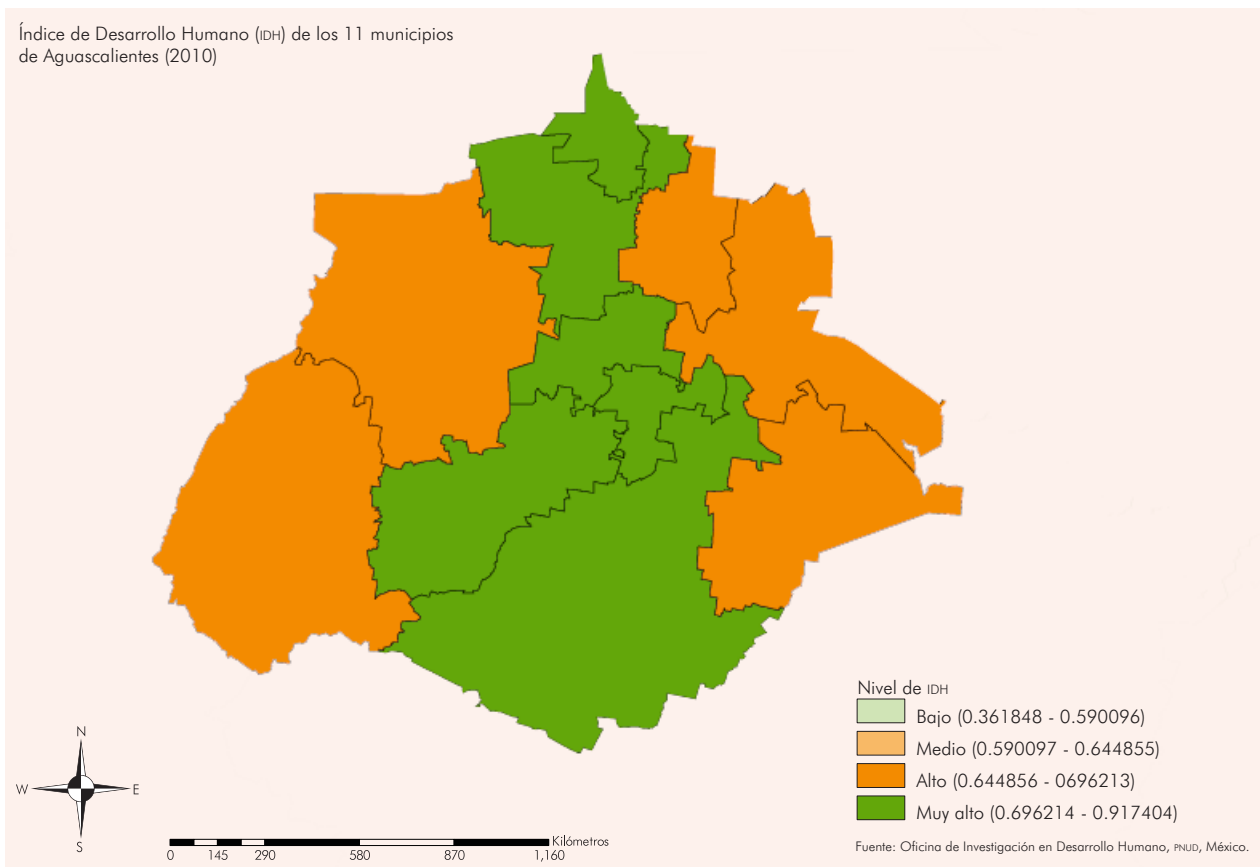 Índice de Desarrollo Humano (IDH) de los 11 municipios
de Aguascalientes (2010)
Nivel de IDH
Bajo (0.361848 - 0.590096)
Medio (0.590097 - 0.644855)
Alto (0.644856 - 0696213)
Muy alto (0.696214 - 0.917404)
N
W
E
S
Kilómetros
0 145 290 580 870 1,160
Fuente: Oficina de Investigación en Desarrollo Humano, PNUD, México.